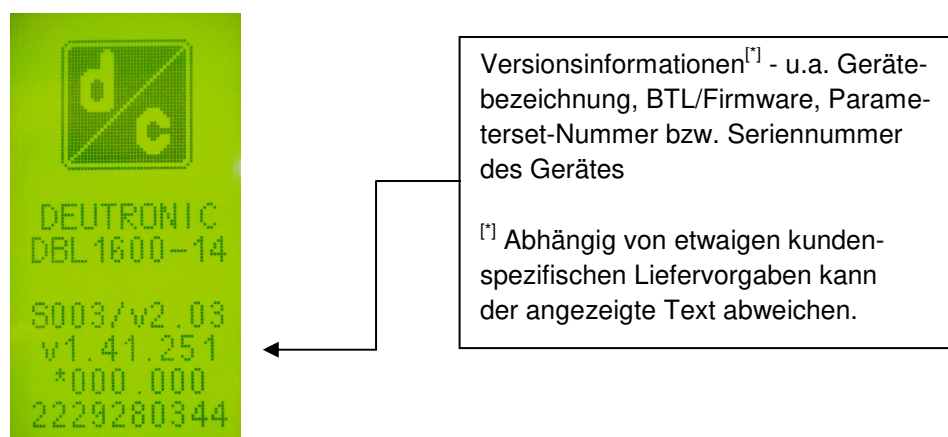 d
c
DEUTRONIC
DBL1600-14
S003/v2.03
v1.41.251
*000.000
2229280344
Versionsinformationen[*] - u.a. Geräte-
bezeichnung, BTL/Firmware, Parame-
terset-Nummer bzw. Seriennummer
des Gerätes
[*] Abhängig von etwaigen kunden-
spezifischen Liefervorgaben kann
der angezeigte Text abweichen.